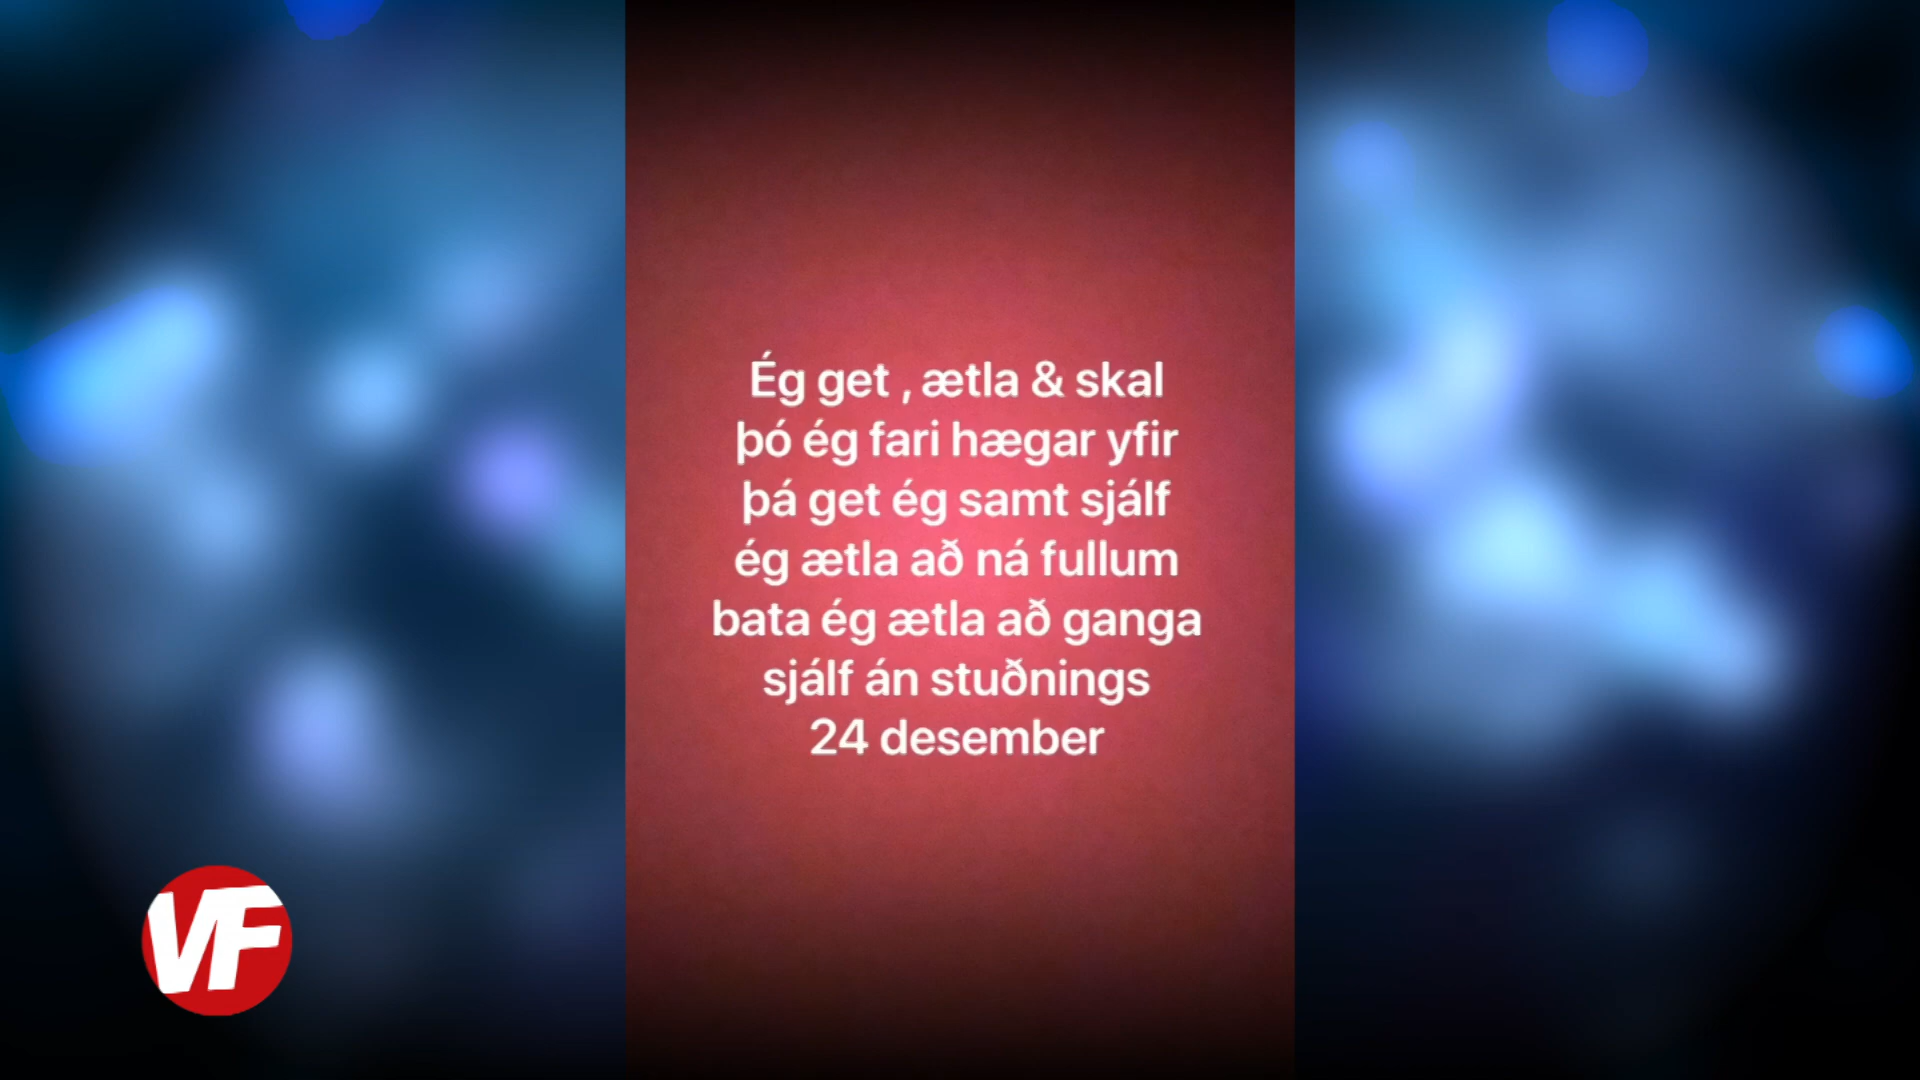 Ég get , ætla & skal
þó ég fari hægar yfir
þá get ég samt sjálf
ég ætla að ná fullum
bata ég ætla að ganga
sjálf án stuðnings
24 desember
VF